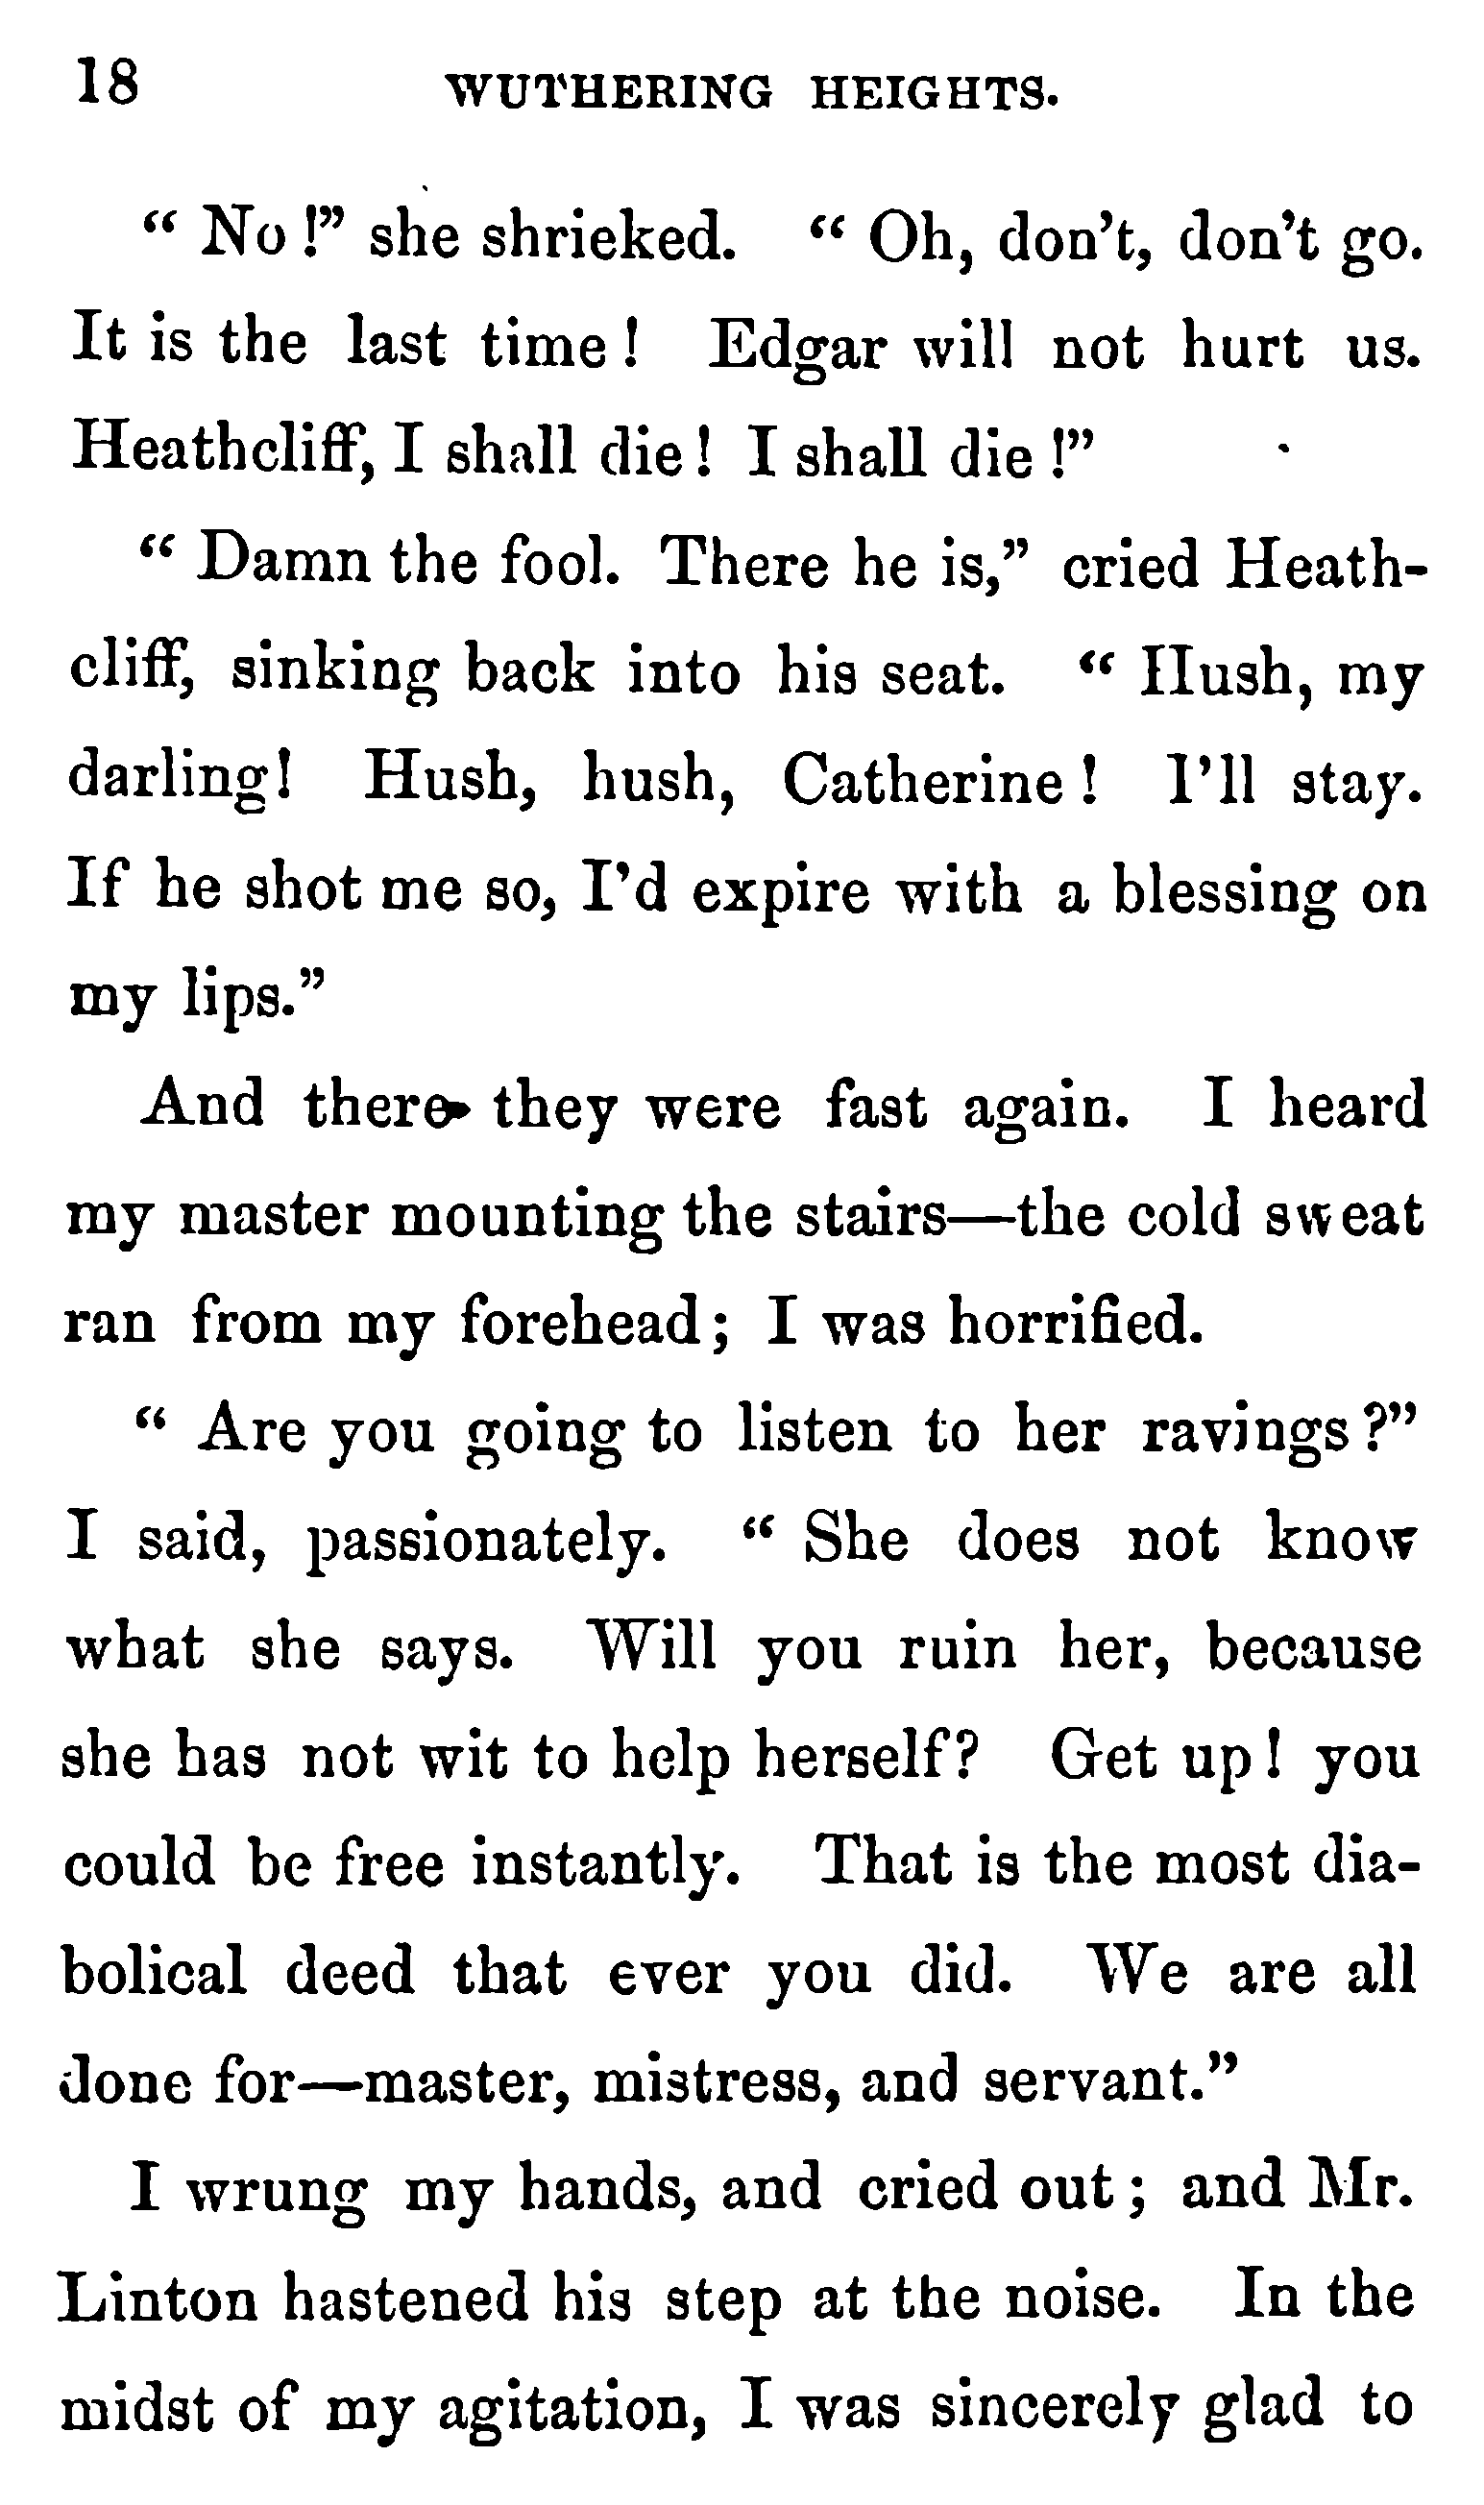 18 WUTHERING HEIGHTS.
“ No !” she shrieked. “ Oh, don’t, don’t go.
It is the last time ! Edgar will not hurt us.
Heathcliff, I shall die ! I shall die !”
“ Damn the fool. There he is,” cried Heath-
cliff, sinking back into his seat. “ Hush, my
darling! Hush, hush, Catherine ! I’ll stay.
If he shot me so, I’d expire with a blessing on
my lips.”
And there they were fast again. I heard
my master mounting the stairs—the cold sweat
ran from my forehead ; I was horrified.
“ Are you going to listen to her ravings ?”
I said, passionately. “ She does not know
what she says. Will you ruin her, because
she has not wit to help herself? Get up ! you
could be free instantly. That is the most dia-
bolical deed that ever you did. We are all
done for—master, mistress, and servant.”
I wrung my hands, and cried out ; and Mr.
Linton hastened his step at the noise. In the
midst of my agitation, I was sincerely glad to